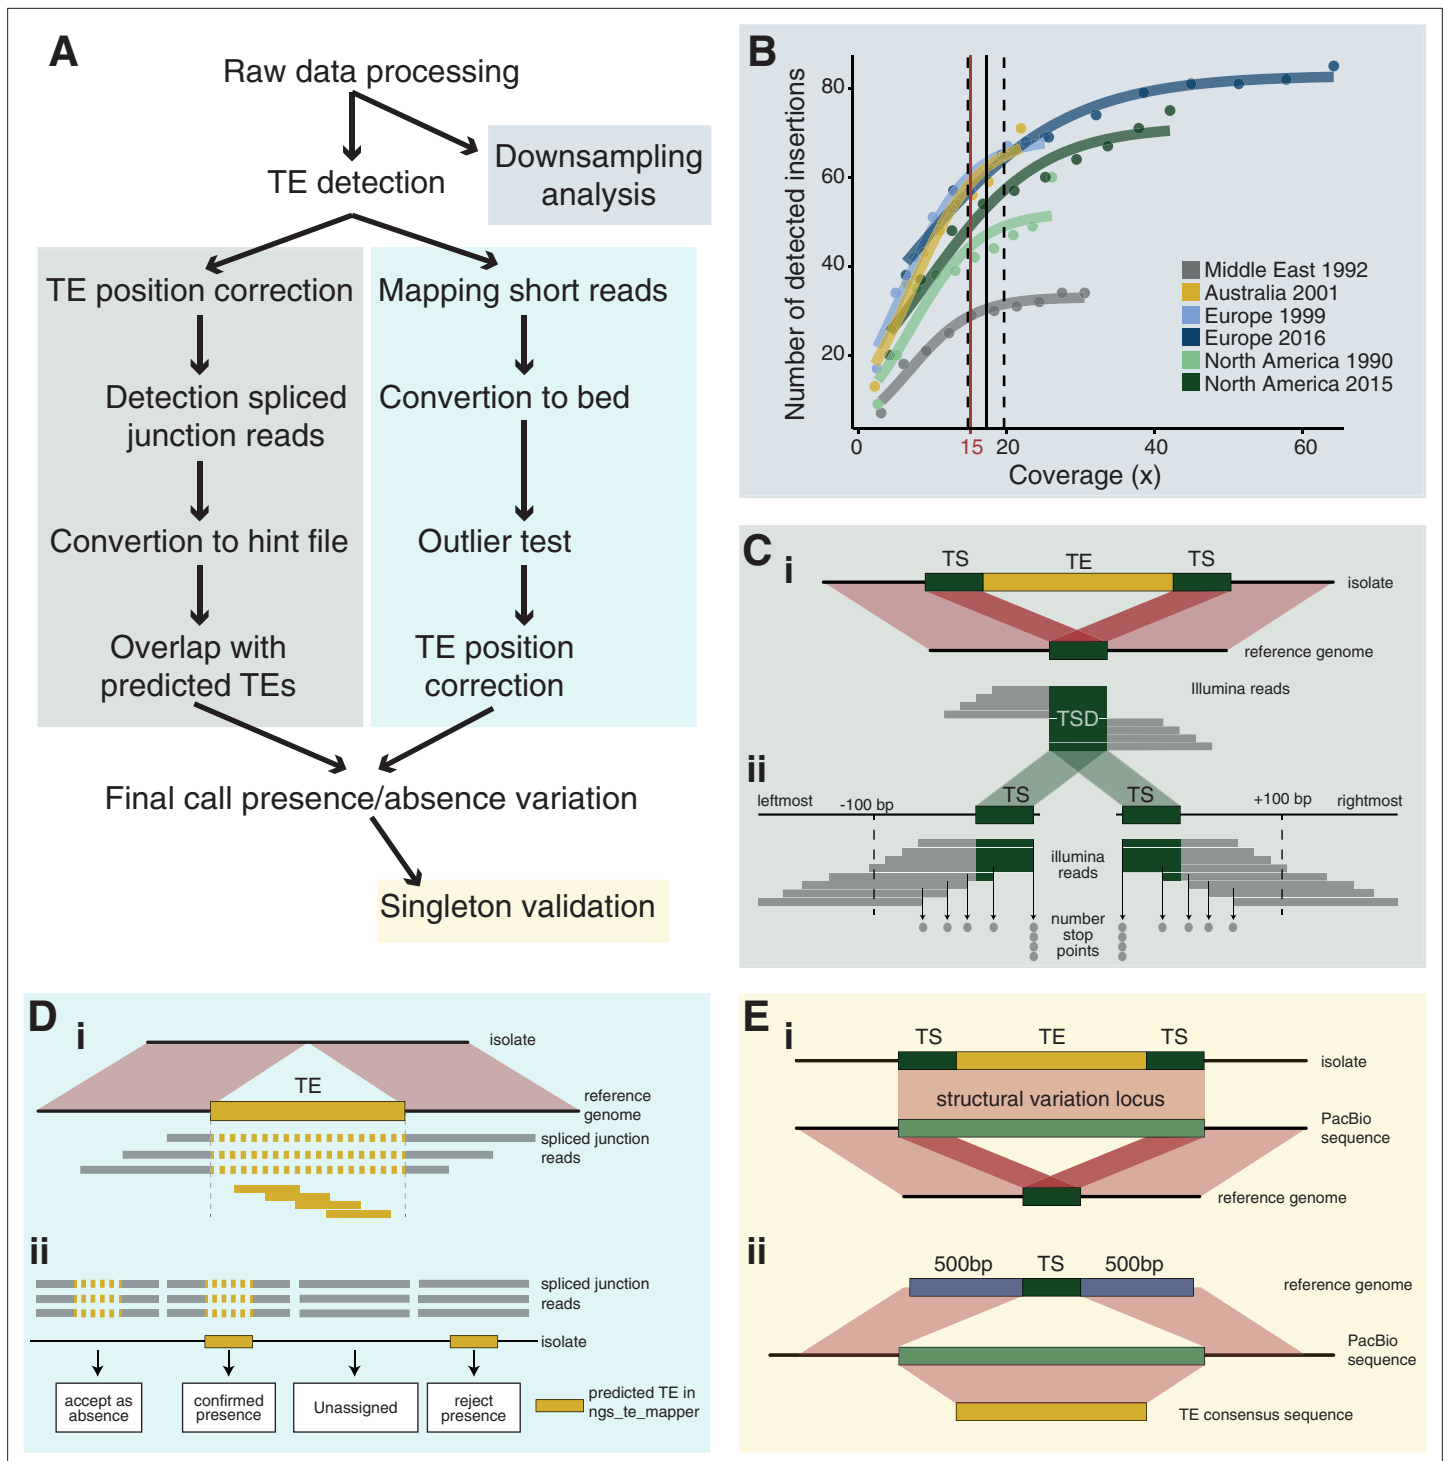 A
Raw data processing
Downsampling
analysis
TE detection
TE position correction
Detection spliced
junction reads
Convertion to hint file
Overlap with
predicted TEs
Mapping short reads
Convertion to bed
Outlier test
TE position
correction
Final call presence/absence variation
Singleton validation
B
Number of detected insertions
80
60
40
20
0
15
20
40
60
Coverage (x)
Middle East 1992
Australia 2001
Europe 1999
Europe 2016
North America 1990
North America 2015
C
i
TS
TE
TS
isolate
reference genome
Illumina reads
TSD
ii
leftmost
-100 bp
TS
TS
+100 bp
rightmost
illumina
reads
number
stop
points
D
i
isolate
TE
reference
genome
spliced junction
reads
ii
spliced junction
reads
isolate
accept as
absence
confirmed
presence
Unassigned
reject
presence
predicted TE in
ngs_te_mapper
E
i
TS
TE
TS
isolate
structural variation locus
PacBio
sequence
reference genome
ii
500bp
TS
500bp
reference genome
PacBio
sequence
TE consensus sequence